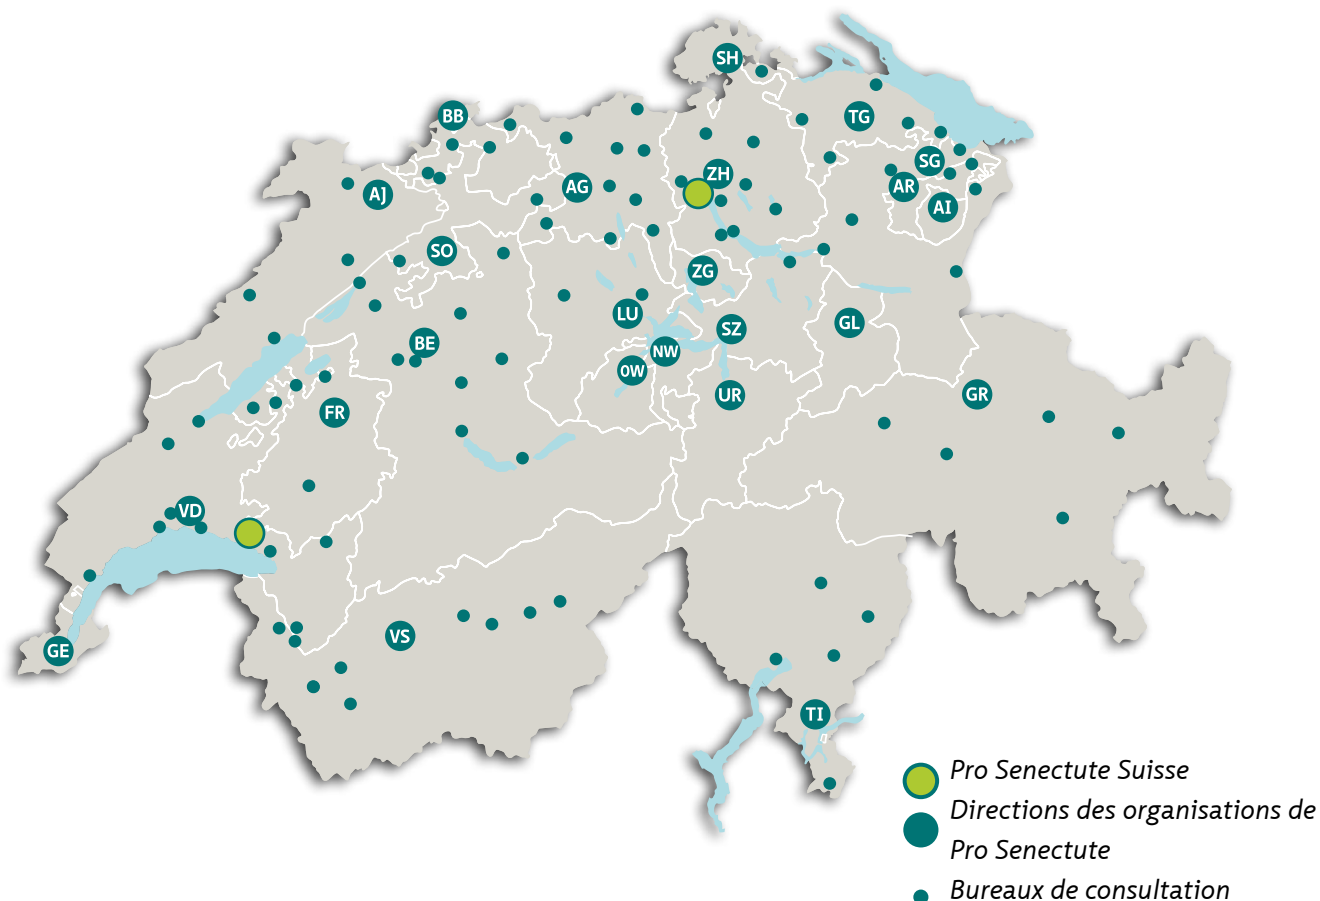 SH
BB
TG
SG
ZH
AG
AR
AJ
AI
SO
ZG
LU
GL
SZ
BE
NW
OW
GR
UR
FR
VD
VS
GE
TI
Pro Senectute Suisse
Directions des organisations de
Pro Senectute
Bureaux de consultation